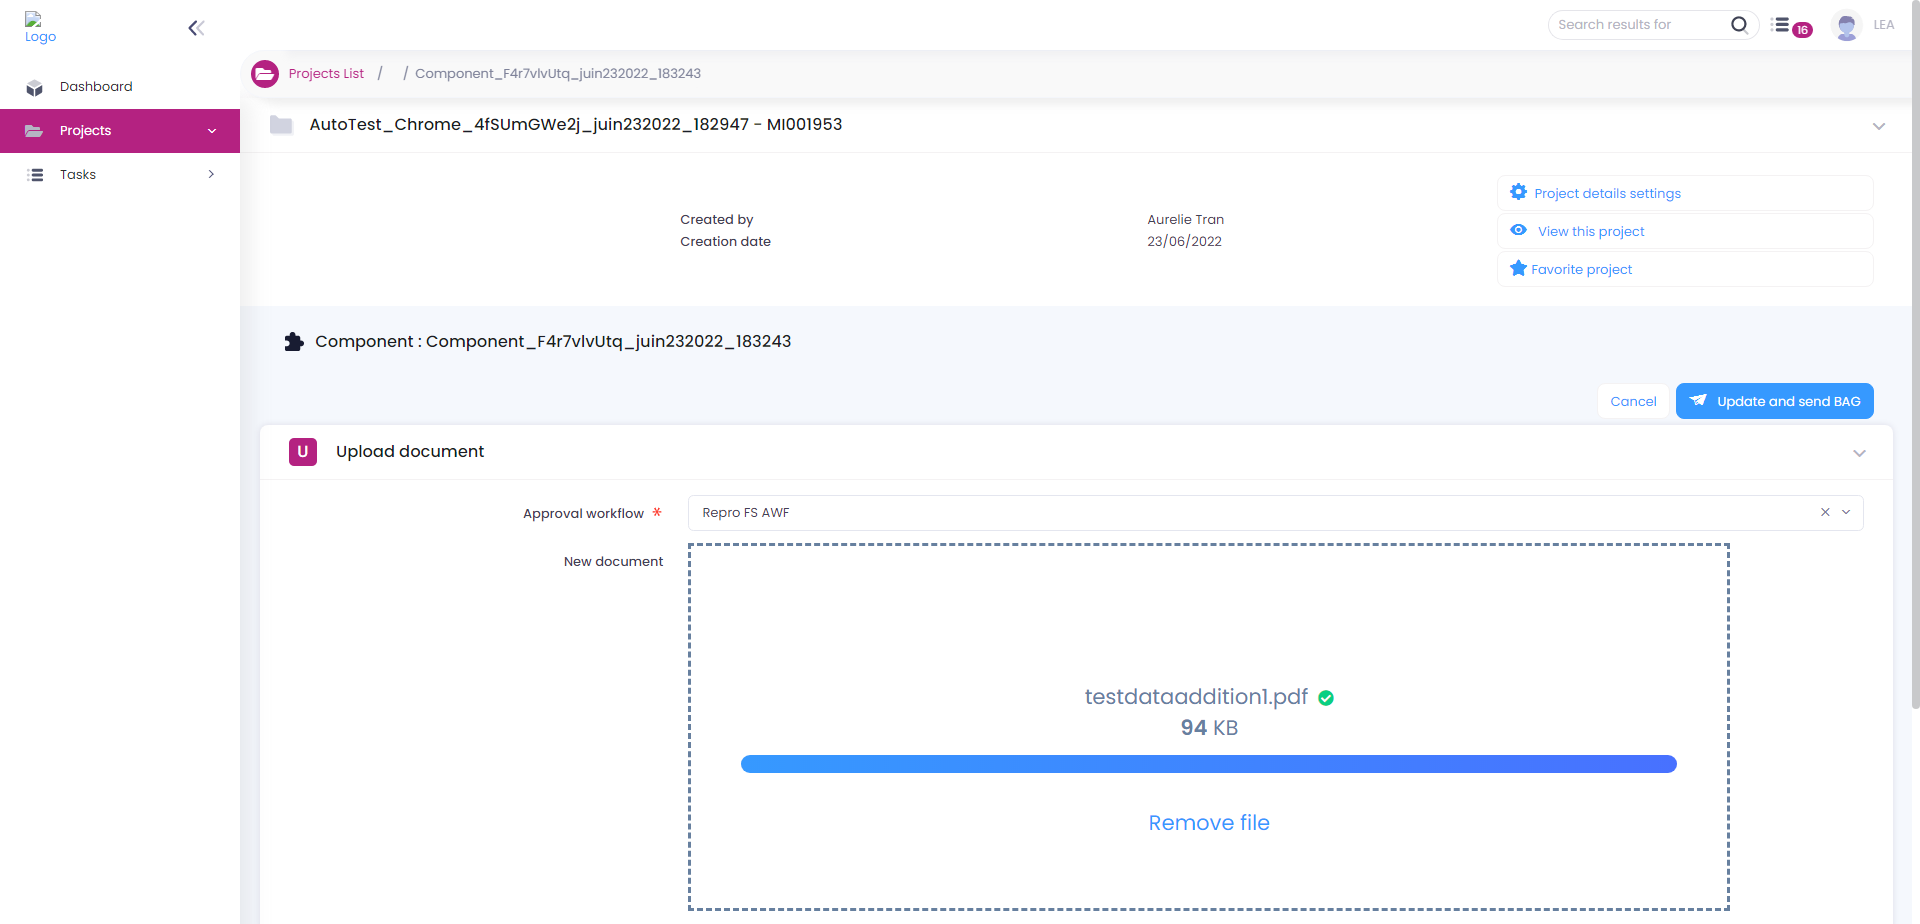 Logo
Search results for
16
LEA
Dashboard
Projects
Tasks
Projects List / / Component_F4r7vlvUtq_juin232022_183243
AutoTest_Chrome_4fSUmGWe2j_juin232022_182947 - MI001953
Created by Aurelie Tran
Creation date 23/06/2022
Project details settings
View this project
Favorite project
Component : Component_F4r7vlvUtq_juin232022_183243
Cancel
Update and send BAG
U Upload document
Approval workflow * Repro FS AWF
New document
testdataaddition1.pdf
94 KB
Remove file